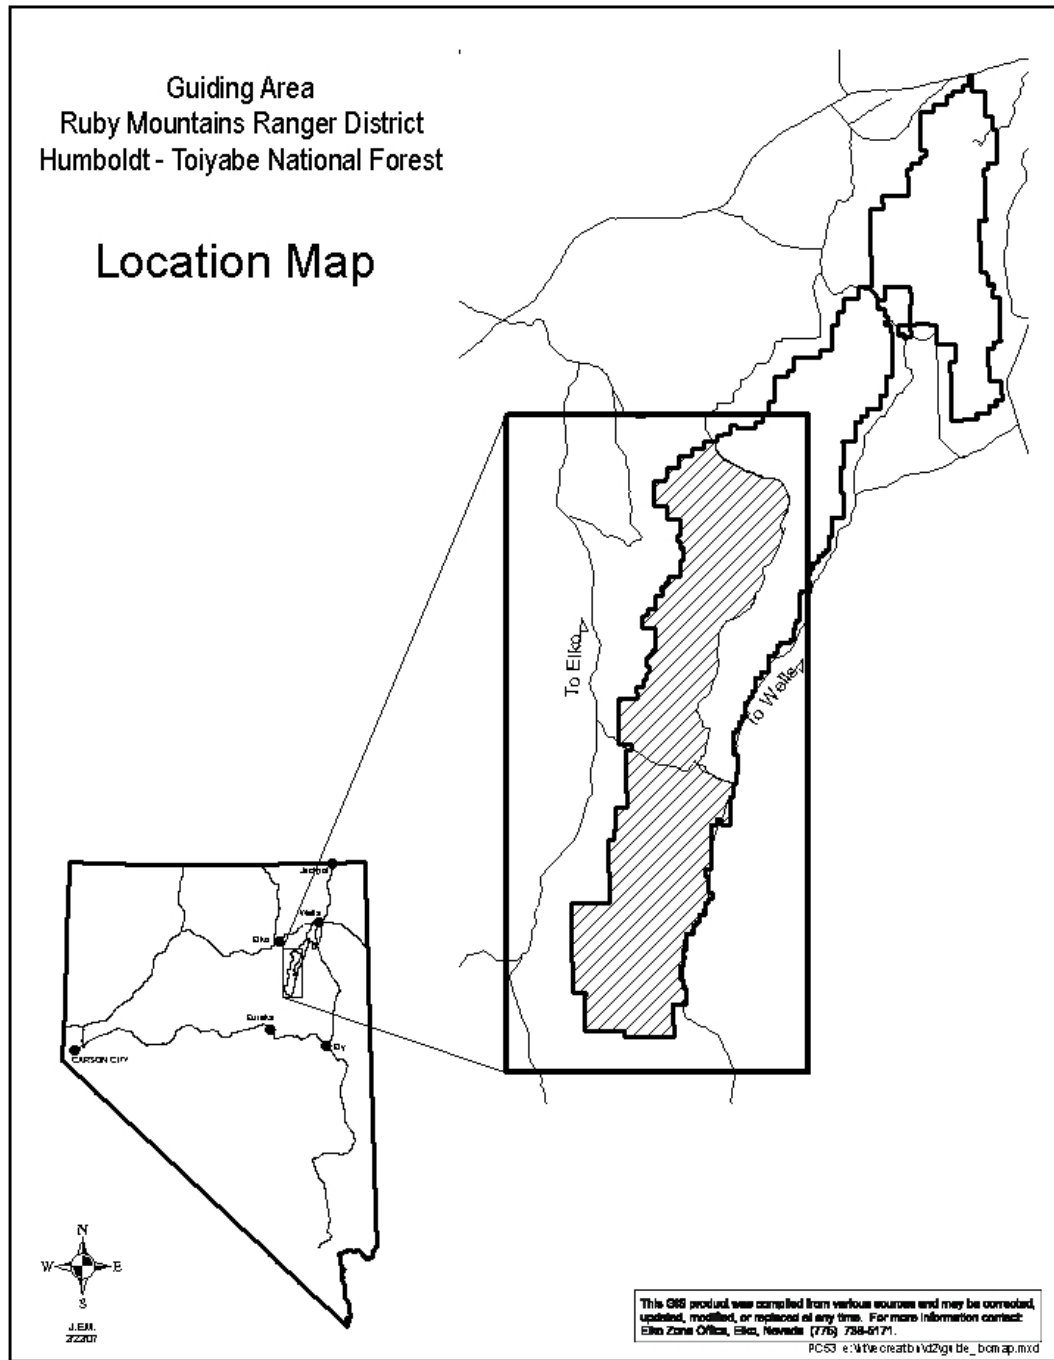 Guiding Area
Ruby Mountains Ranger District
Humboldt - Toiyabe National Forest
Location Map
To Elko
To Wells
Jackpot
Wells
Elko
Eureka
Ely
CARSON CITY
N
W E
S
J.E.M.
This GIS product was compiled from various sources and may be corrected,
updated, modified, or replaced at any time. For more information contact:
Elko Zone Office, Elko, Nevada (775) 738-5171.